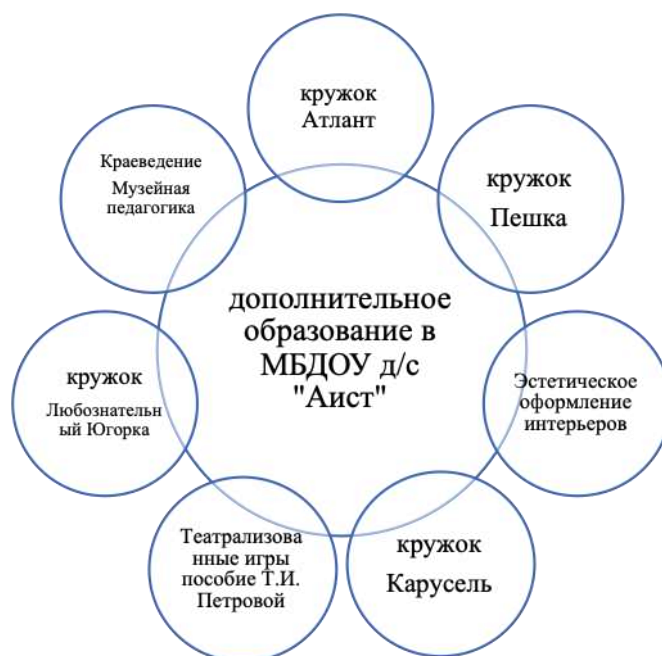 кружок
Атлант
Краеведение
Музейная
педагогика
кружок
Пешка
дополнительное
образование в
МБДОУ д/с
"Аист"
кружок
Любознательн
ый Югорка
Эстетическое
оформление
интерьеров
Театрализова
нные игры
пособие Т.И.
Петровой
кружок
Карусель